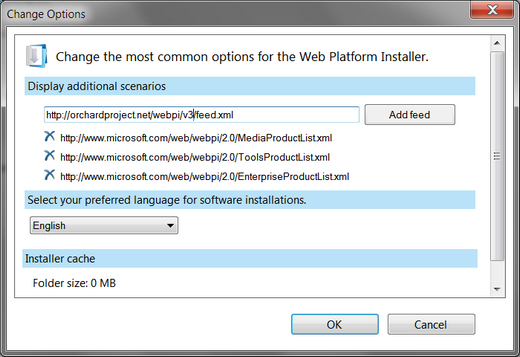 Change Options
Change the most common options for the Web Platform Installer.
Display additional scenarios
http://orchardproject.net/webpi/v3/feed.xml
Add feed
http://www.microsoft.com/web/webpi/2.0/MediaProductList.xml
http://www.microsoft.com/web/webpi/2.0/ToolsProductList.xml
http://www.microsoft.com/web/webpi/2.0/EnterpriseProductList.xml
Select your preferred language for software installations.
English
Installer cache
Folder size: 0 MB
OK
Cancel